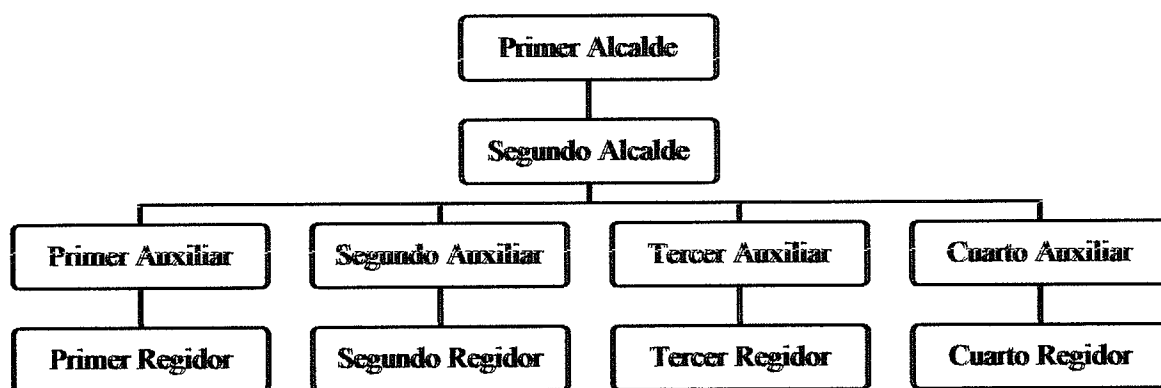 Primer Alcalde
Segundo Alcalde
Primer Auxiliar
Segundo Auxiliar
Tercer Auxiliar
Cuarto Auxiliar
Primer Regidor
Segundo Regidor
Tercer Regidor
Cuarto Regidor